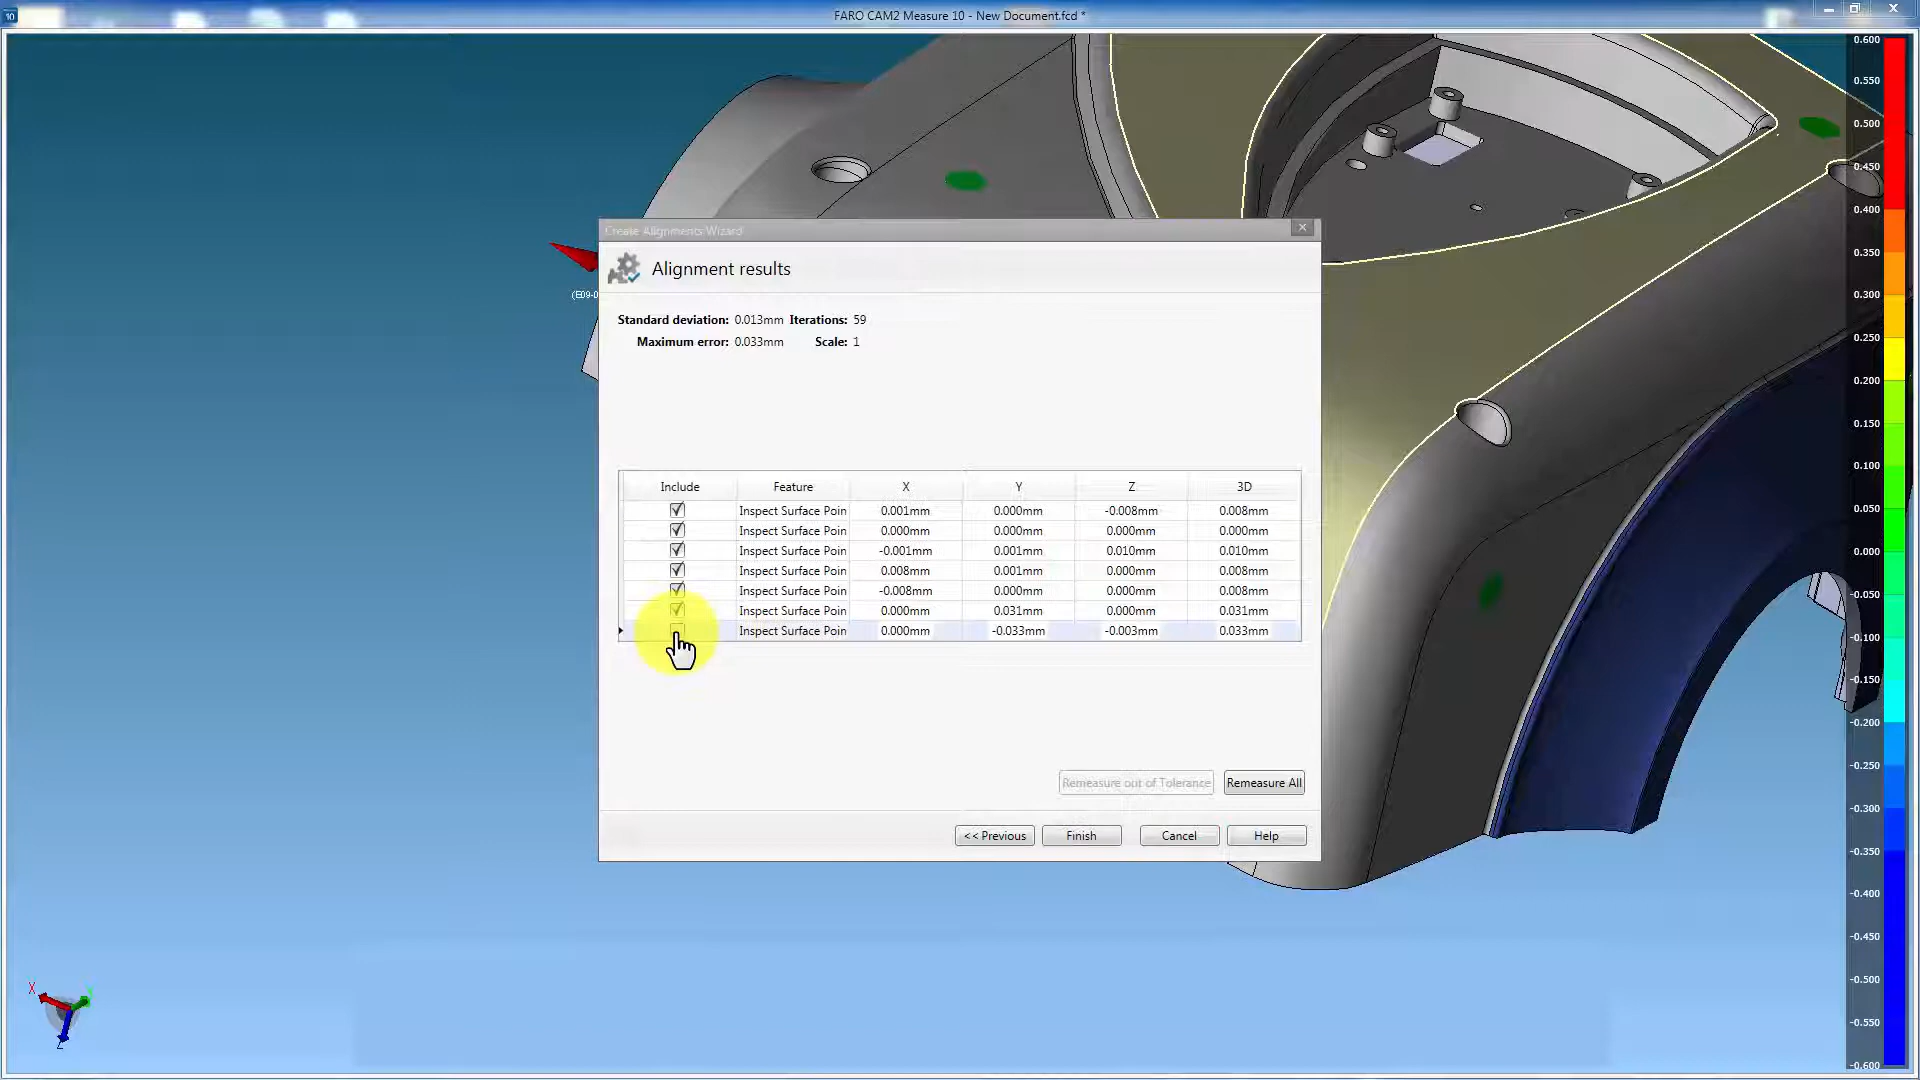 10
FARO CAM2 Measure 10 - New Document.fcd *
Create Alignments Wizard
Alignment results
(E09-0
Standard deviation: 0.013mm Iterations: 59
Maximum error: 0.033mm Scale: 1
Include Feature X Y Z 3D
Inspect Surface Poin 0.001mm 0.000mm -0.008mm 0.008mm
Inspect Surface Poin 0.000mm 0.000mm 0.000mm 0.000mm
Inspect Surface Poin -0.001mm 0.001mm 0.010mm 0.010mm
Inspect Surface Poin 0.008mm 0.001mm 0.000mm 0.008mm
Inspect Surface Poin -0.008mm 0.000mm 0.000mm 0.008mm
Inspect Surface Poin 0.000mm 0.031mm 0.000mm 0.031mm
Inspect Surface Poin 0.000mm -0.033mm -0.003mm 0.033mm
Remeasure out of Tolerance Remeasure All
<< Previous Finish Cancel Help
0.600
0.550
0.500
0.450
0.400
0.350
0.300
0.250
0.200
0.150
0.100
0.050
0.000
-0.050
-0.100
-0.150
-0.200
-0.250
-0.300
-0.350
-0.400
-0.450
-0.500
-0.550
-0.600
X
Z